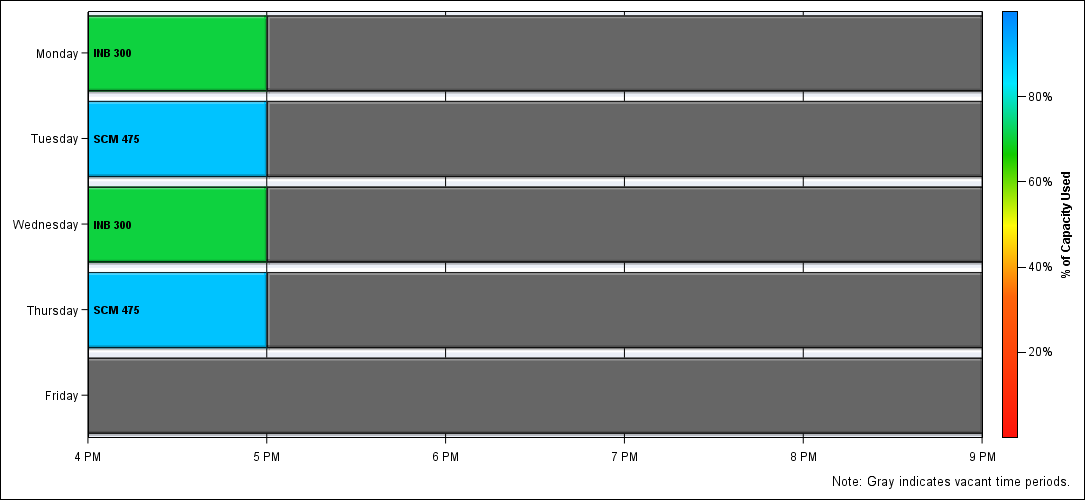 Monday
INB 300
Tuesday
SCM 475
Wednesday
INB 300
Thursday
SCM 475
Friday
4 PM 5 PM 6 PM 7 PM 8 PM 9 PM
80%
60%
40%
20%
% of Capacity Used
Note: Gray indicates vacant time periods.